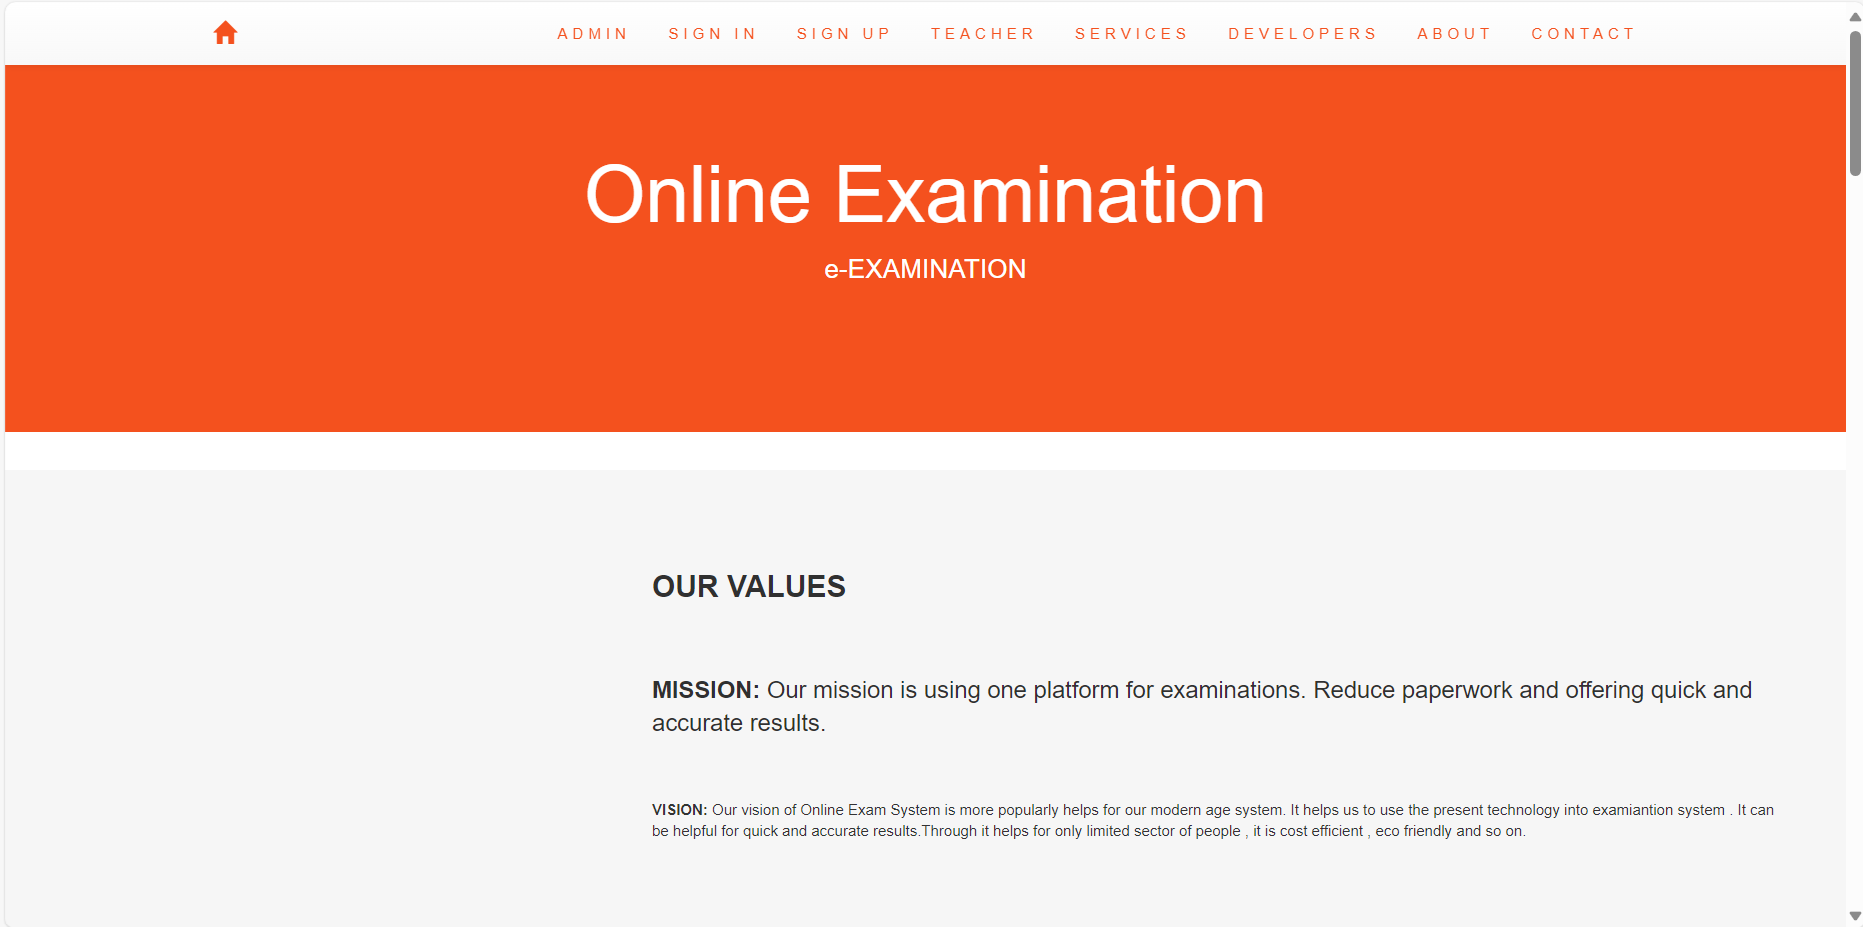 ADMIN SIGN IN SIGN UP TEACHER SERVICES DEVELOPERS ABOUT CONTACT
Online Examination
e-EXAMINATION
OUR VALUES
MISSION: Our mission is using one platform for examinations. Reduce paperwork and offering quick and
accurate results.
VISION: Our vision of Online Exam System is more popularly helps for our modern age system. It helps us to use the present technology into examiantion system . It can
be helpful for quick and accurate results.Through it helps for only limited sector of people , it is cost efficient , eco friendly and so on.